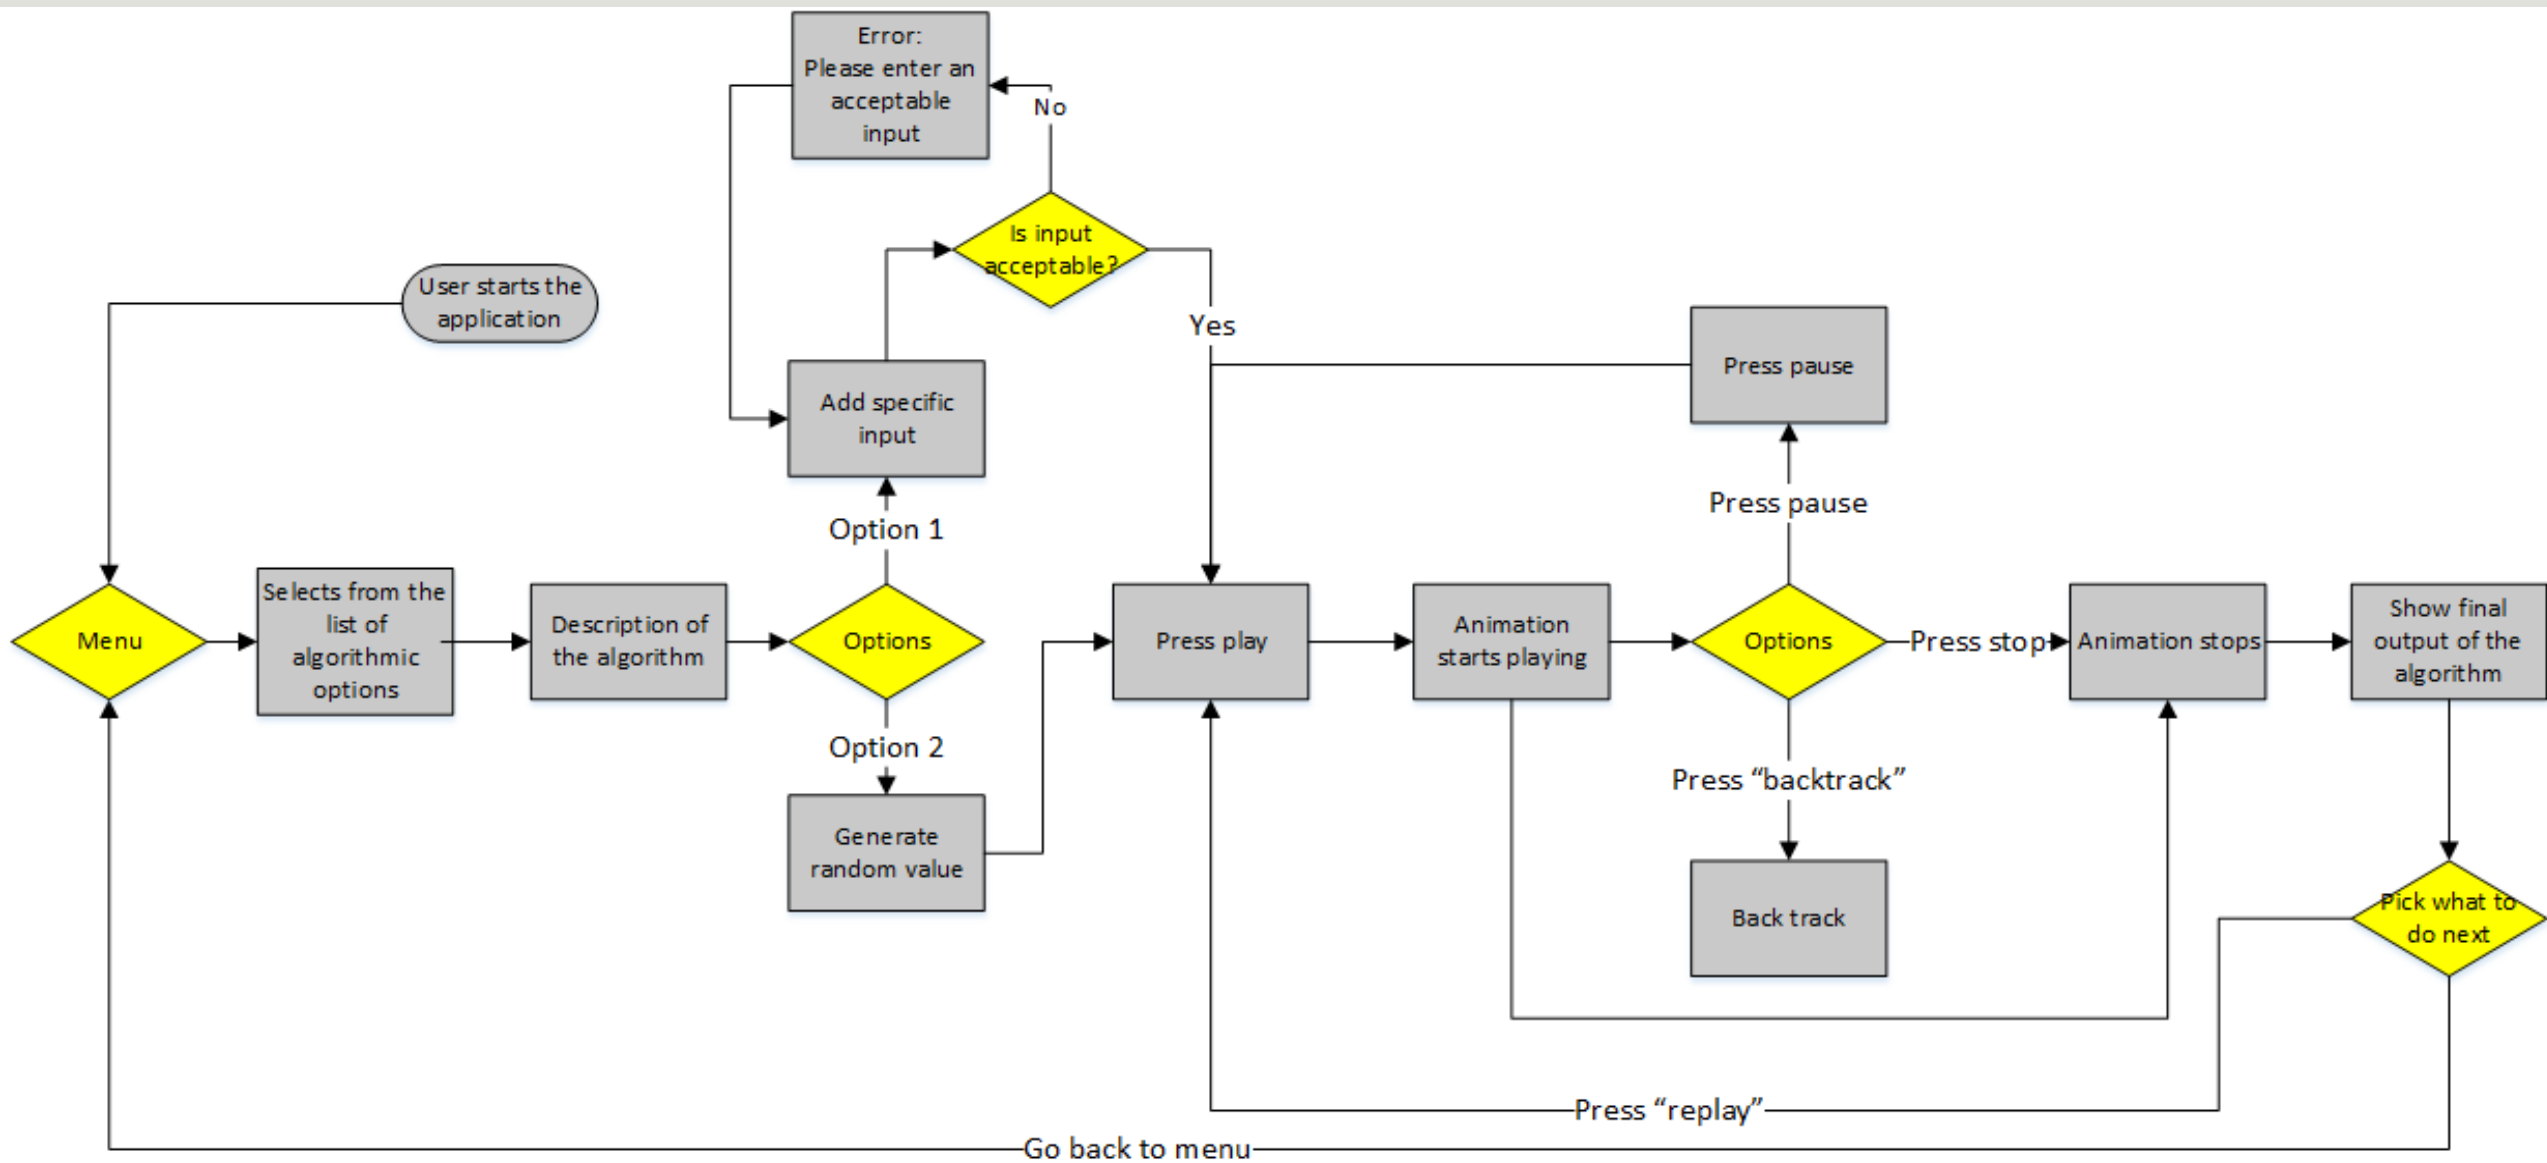 Error:
Please enter an
acceptable
input
No
Is input
acceptable?
User starts the
application
Yes
Press pause
Add specific
input
Press pause
Option 1
Menu
Selects from the
list of
algorithmic
options
Description of
the algorithm
Options
Press play
Animation
starts playing
Options
Press stop
Animation stops
Show final
output of the
algorithm
Option 2
Press “backtrack”
Generate
random value
Back track
Pick what to
do next
Press “replay”
Go back to menu